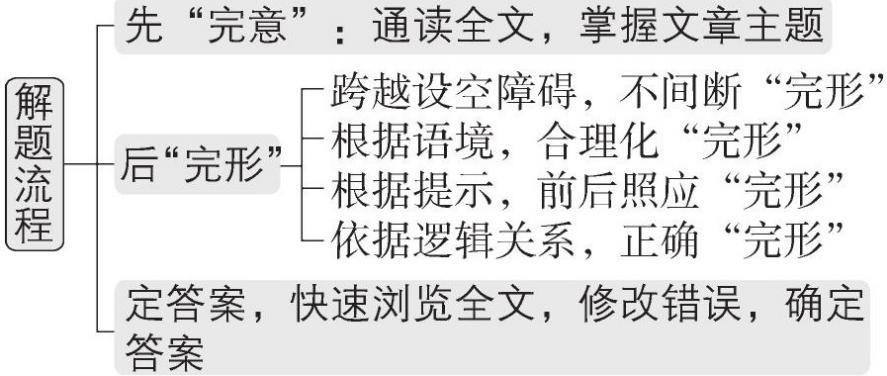 解题流程
先“完意”：通读全文，掌握文章主题
后“完形”
跨越设空障碍，不间断“完形”
根据语境，合理化“完形”
根据提示，前后照应“完形”
依据逻辑关系，正确“完形”
定答案，快速浏览全文，修改错误，确定
答案